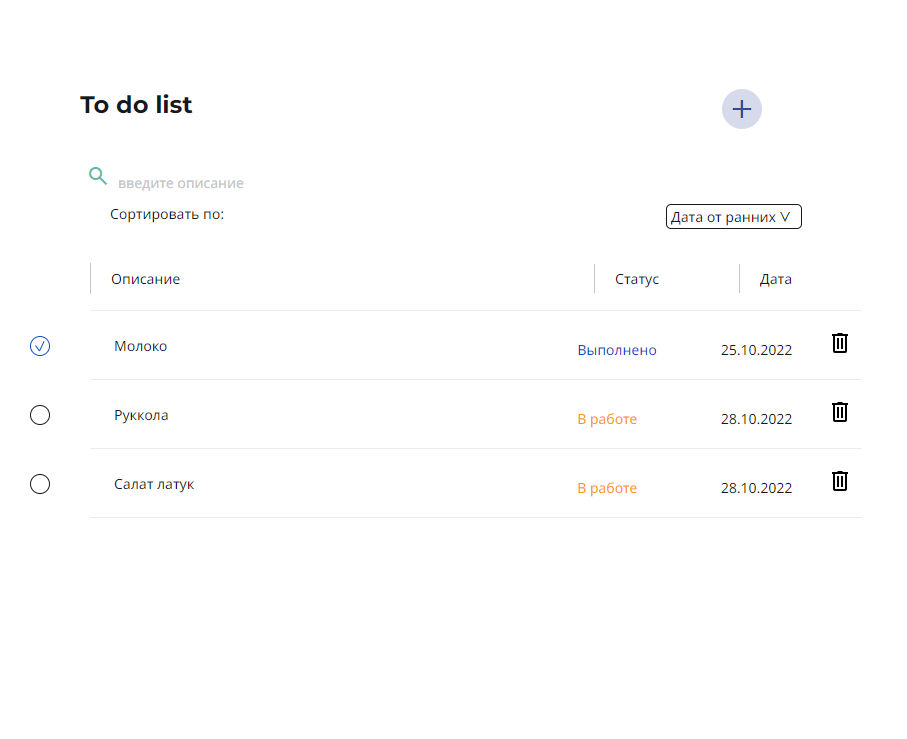 To do list
введите описание
Сортировать по:
Дата от ранних
Описание Статус Дата
Молоко Выполнено 25.10.2022
Руккола В работе 28.10.2022
Салат латук В работе 28.10.2022